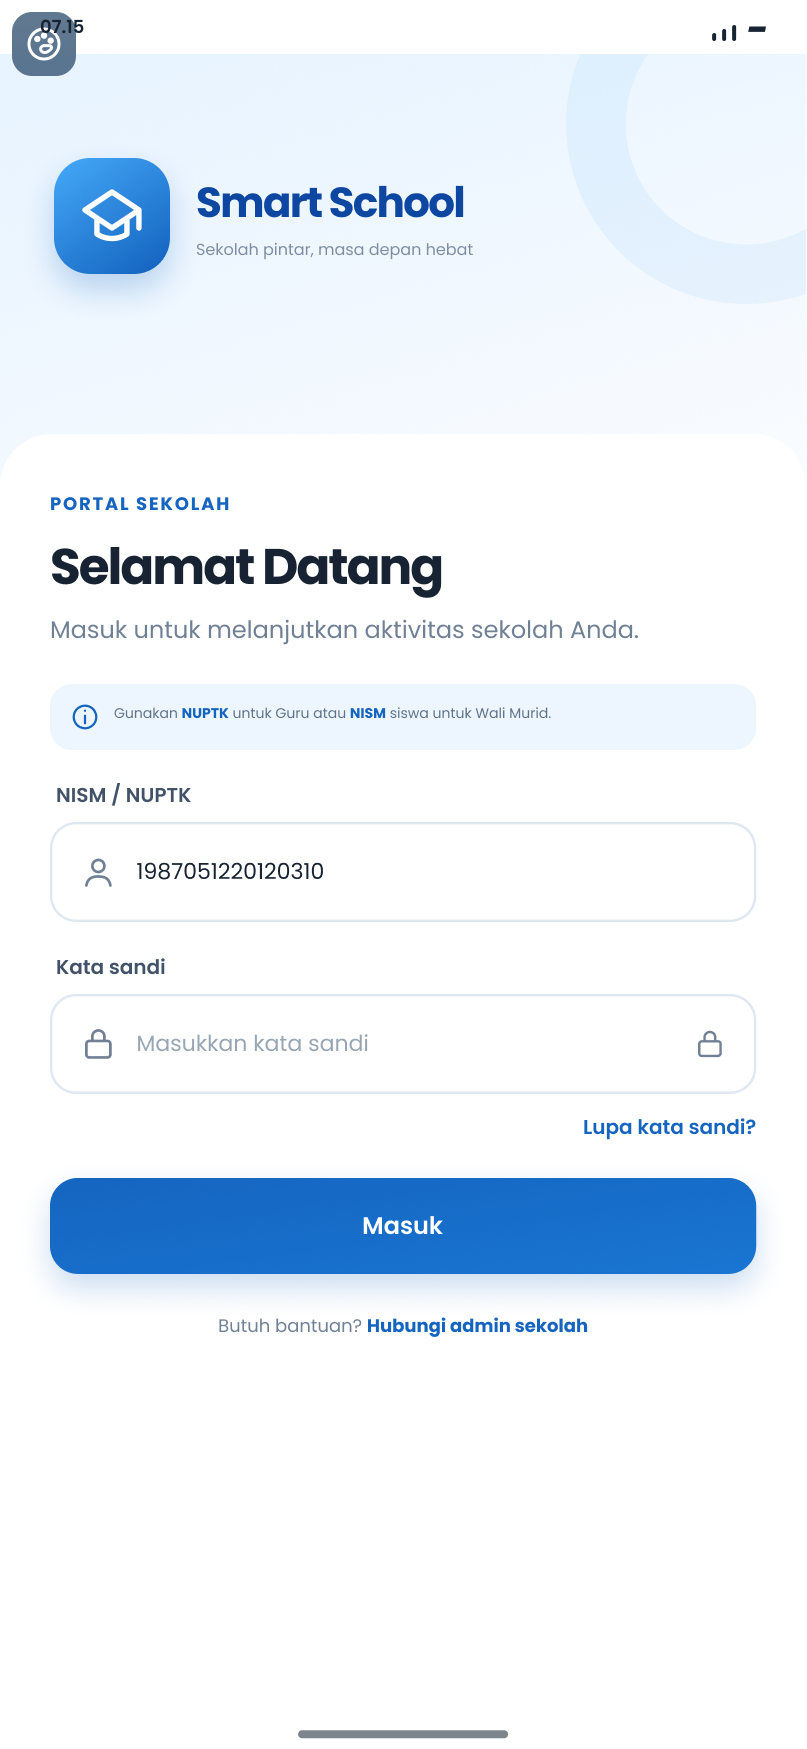 07.15
Smart School
Sekolah pintar, masa depan hebat
PORTAL SEKOLAH
Selamat Datang
Masuk untuk melanjutkan aktivitas sekolah Anda.
Gunakan NUPTK untuk Guru atau NISM siswa untuk Wali Murid.
NISM / NUPTK
1987051220120310
Kata sandi
Masukkan kata sandi
Lupa kata sandi?
Masuk
Butuh bantuan? Hubungi admin sekolah